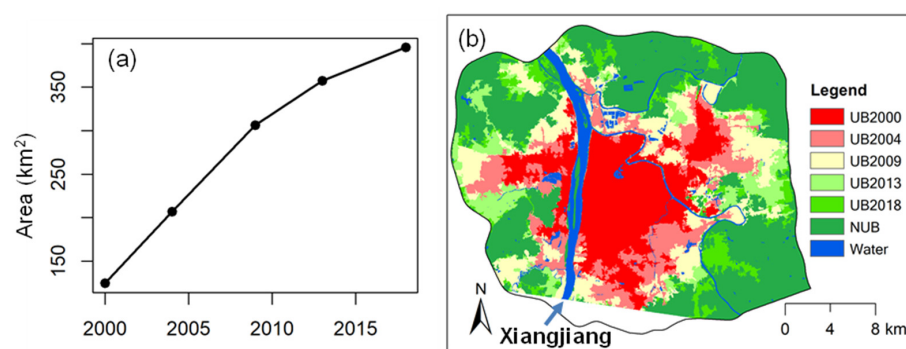 (a)
Area (km²)
350
250
150
2000 2005 2010 2015
(b)
Legend
UB2000
UB2004
UB2009
UB2013
UB2018
NUB
Water
N
Xiangjiang
0 4 8 km